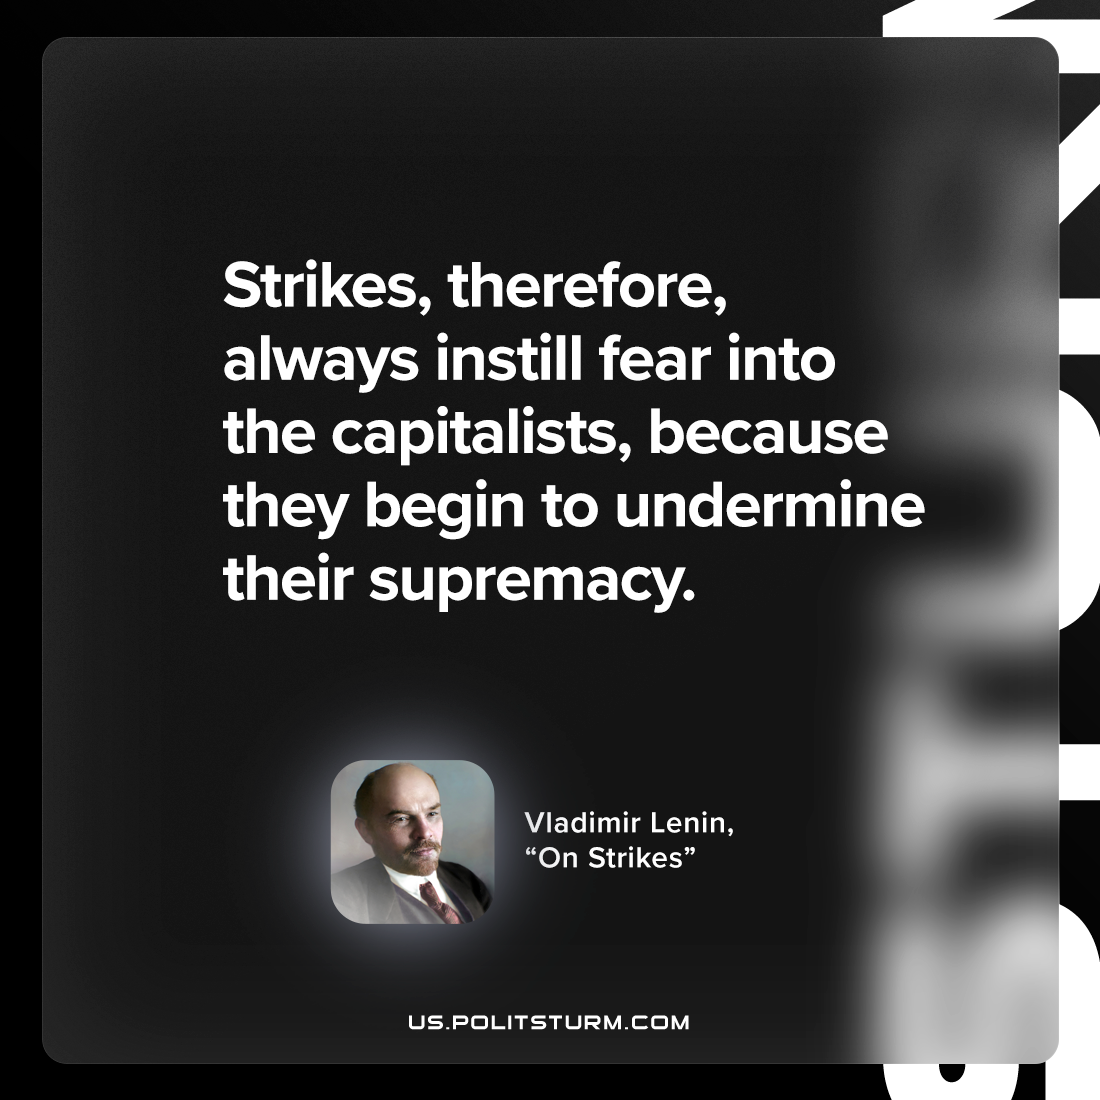 Strikes, therefore,
always instill fear into
the capitalists, because
they begin to undermine
their supremacy.
Vladimir Lenin,
“On Strikes”
US.POLITSTURM.COM